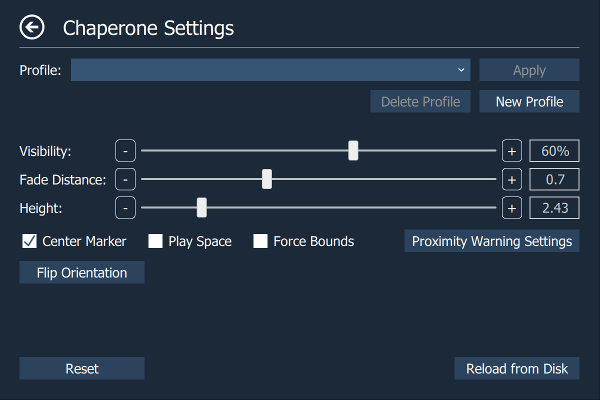 Chaperone Settings
Profile: Apply
Delete Profile New Profile
Visibility: - + 60%
Fade Distance: - + 0.7
Height: - + 2.43
Center Marker Play Space Force Bounds Proximity Warning Settings
Flip Orientation
Reset Reload from Disk